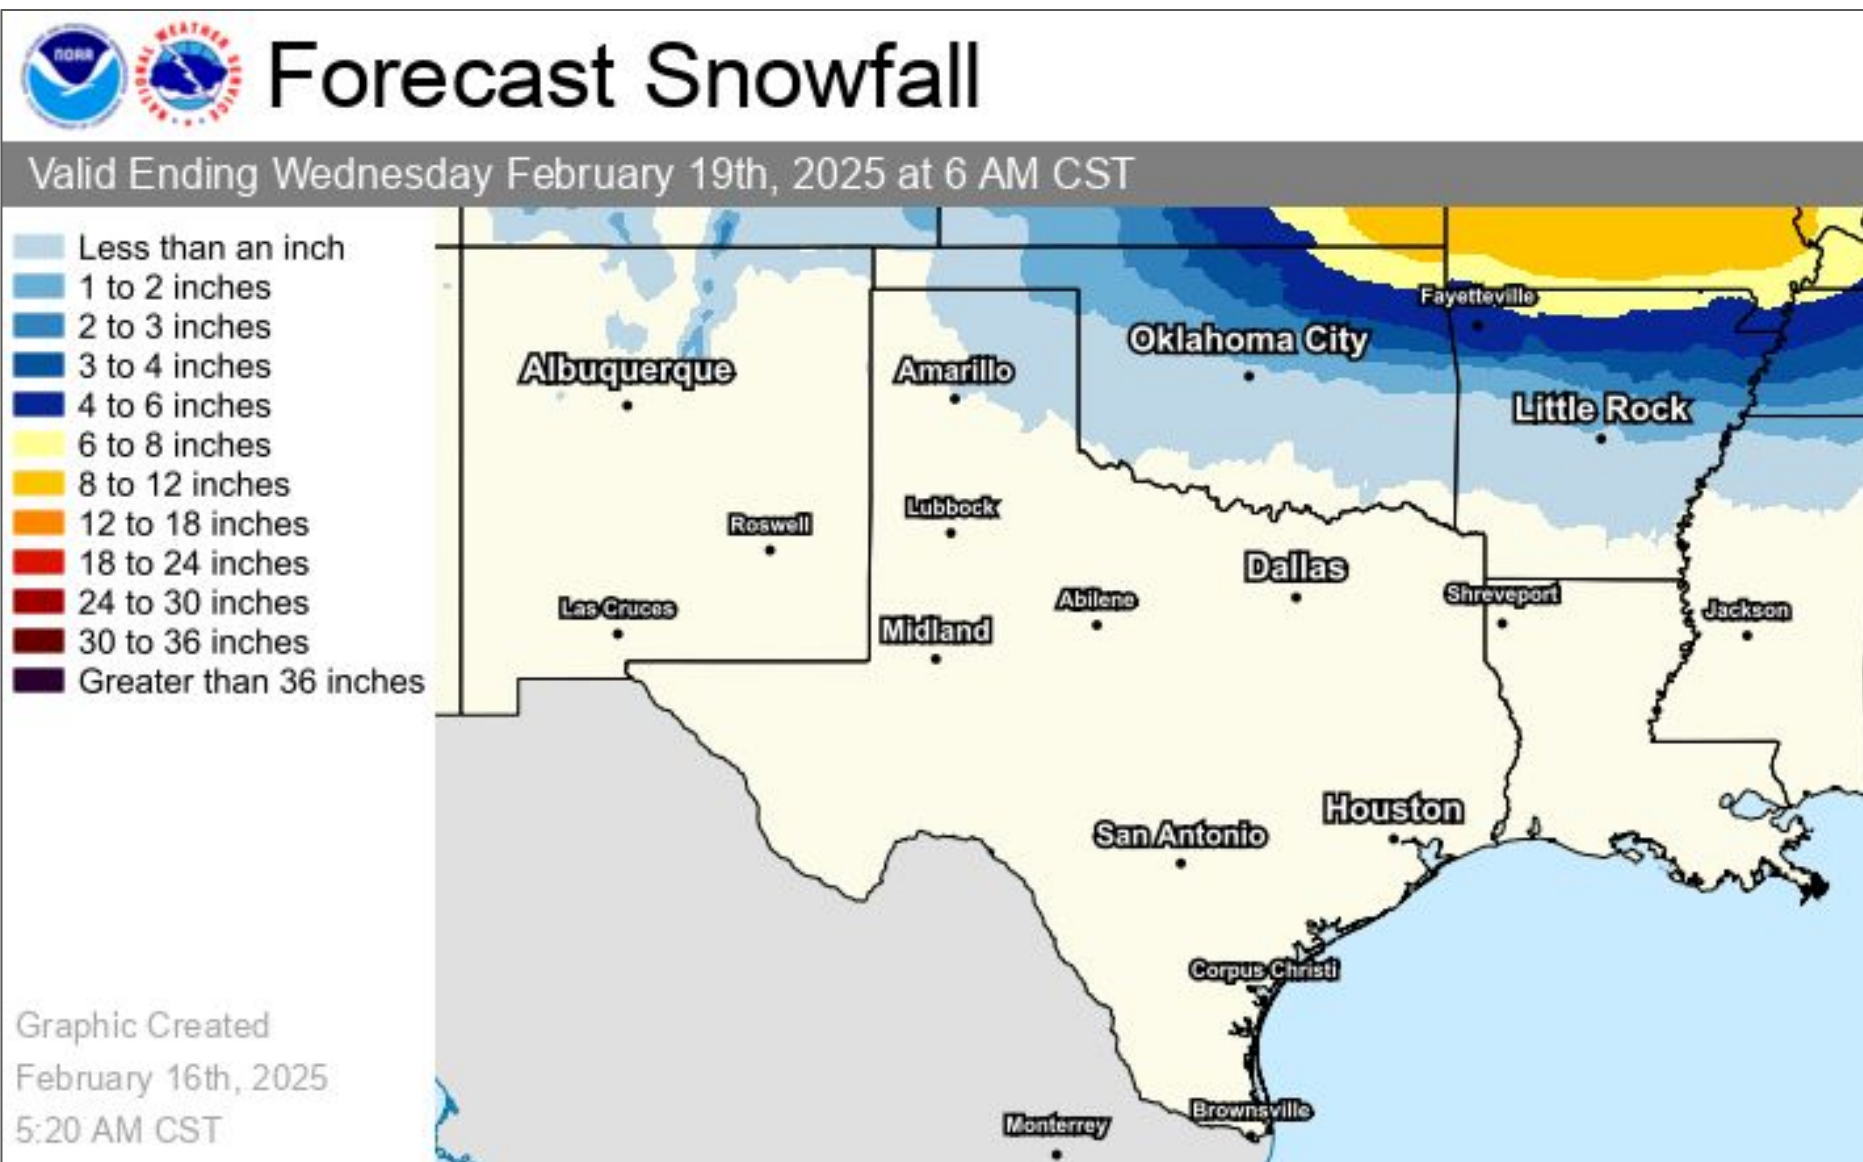 NOAA
NATIONAL WEATHER SERVICE
Forecast Snowfall
Valid Ending Wednesday February 19th, 2025 at 6 AM CST
Less than an inch
1 to 2 inches
2 to 3 inches
3 to 4 inches
4 to 6 inches
6 to 8 inches
8 to 12 inches
12 to 18 inches
18 to 24 inches
24 to 30 inches
30 to 36 inches
Greater than 36 inches
Graphic Created
February 16th, 2025
5:20 AM CST
Fayetteville
Oklahoma City
Albuquerque
Amarillo
Little Rock
Lubbock
Roswell
Dallas
Abilene
Shreveport
Las Cruces
Jackson
Midland
Houston
San Antonio
Corpus Christi
Brownsville
Monterrey